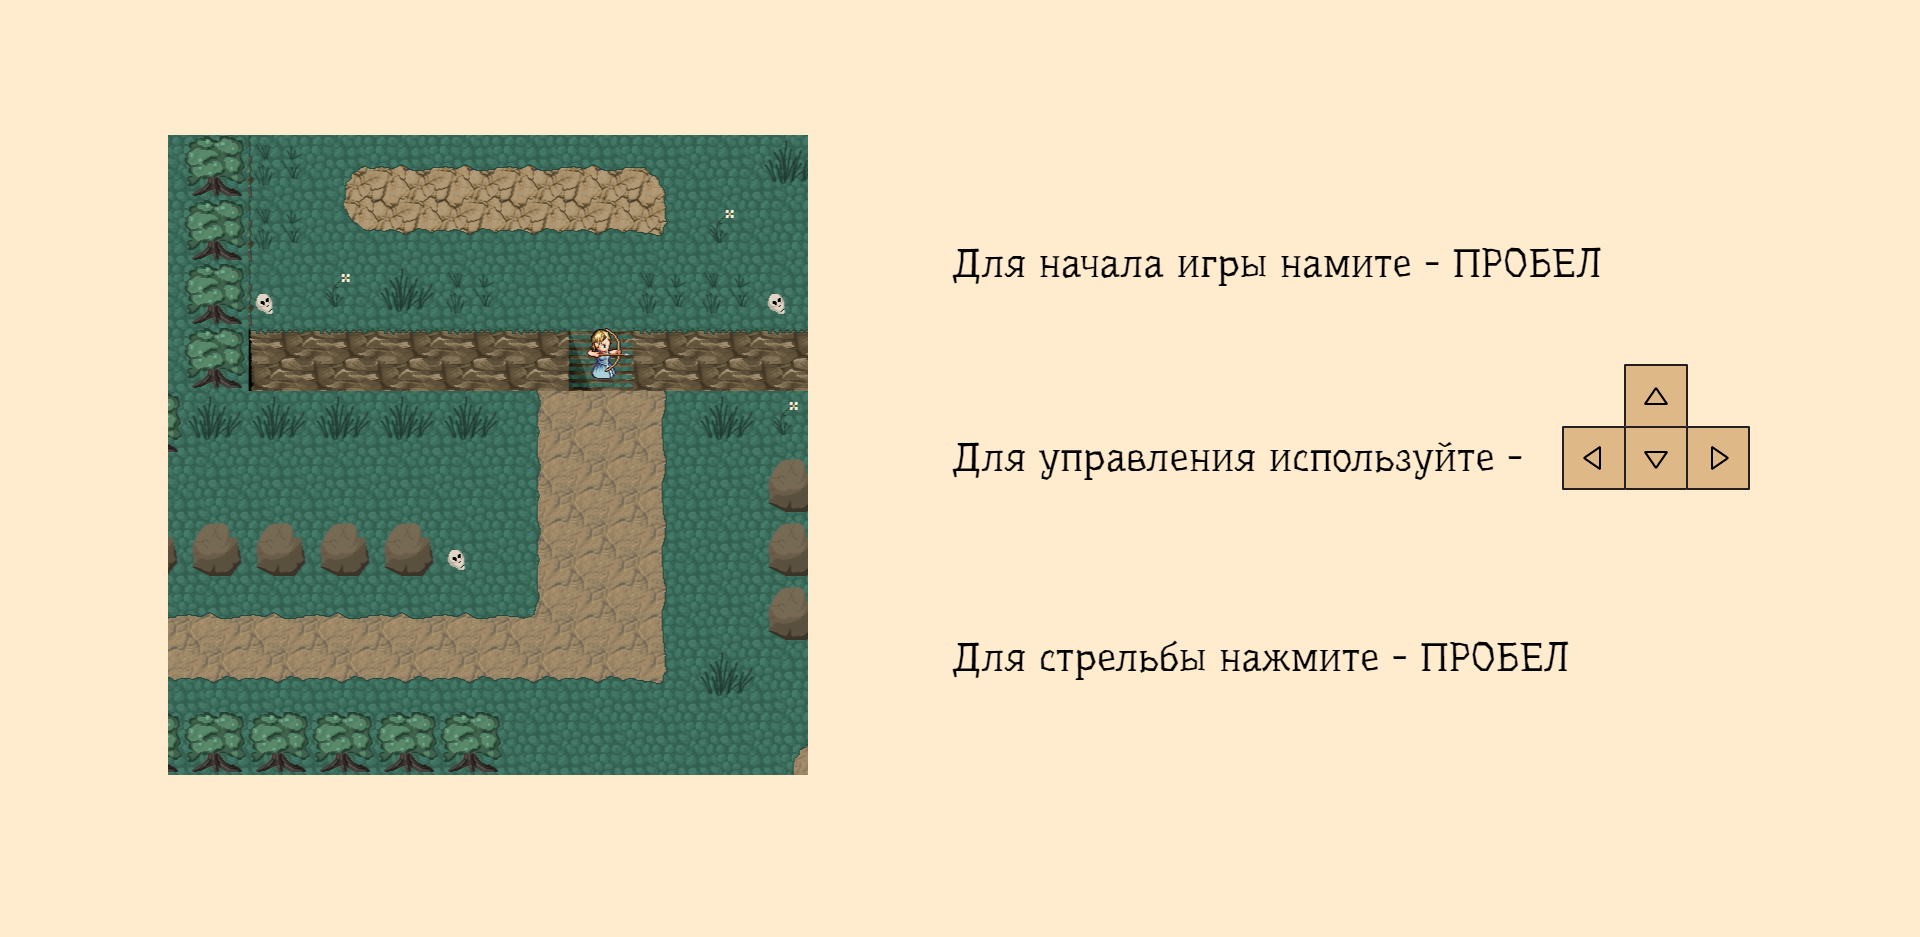 Для начала игры намите - ПРОБЕЛ
Для управления используйте -
Для стрельбы нажмите - ПРОБЕЛ